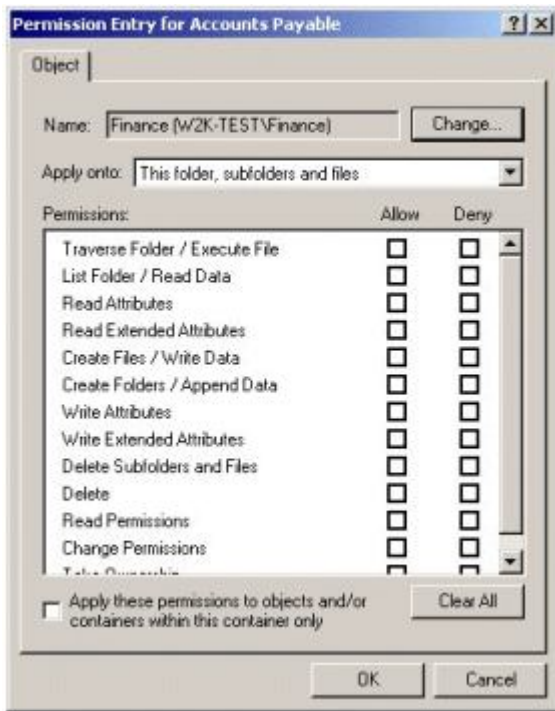 Permission Entry for Accounts Payable
Object
Name: Finance (W2K-TEST\Finance) Change...
Apply onto: This folder, subfolders and files
Permissions: Allow Deny
Traverse Folder / Execute File
List Folder / Read Data
Read Attributes
Read Extended Attributes
Create Files / Write Data
Create Folders / Append Data
Write Attributes
Write Extended Attributes
Delete Subfolders and Files
Delete
Read Permissions
Change Permissions
Take Ownership
Apply these permissions to objects and/or Clear All
containers within this container only
OK Cancel